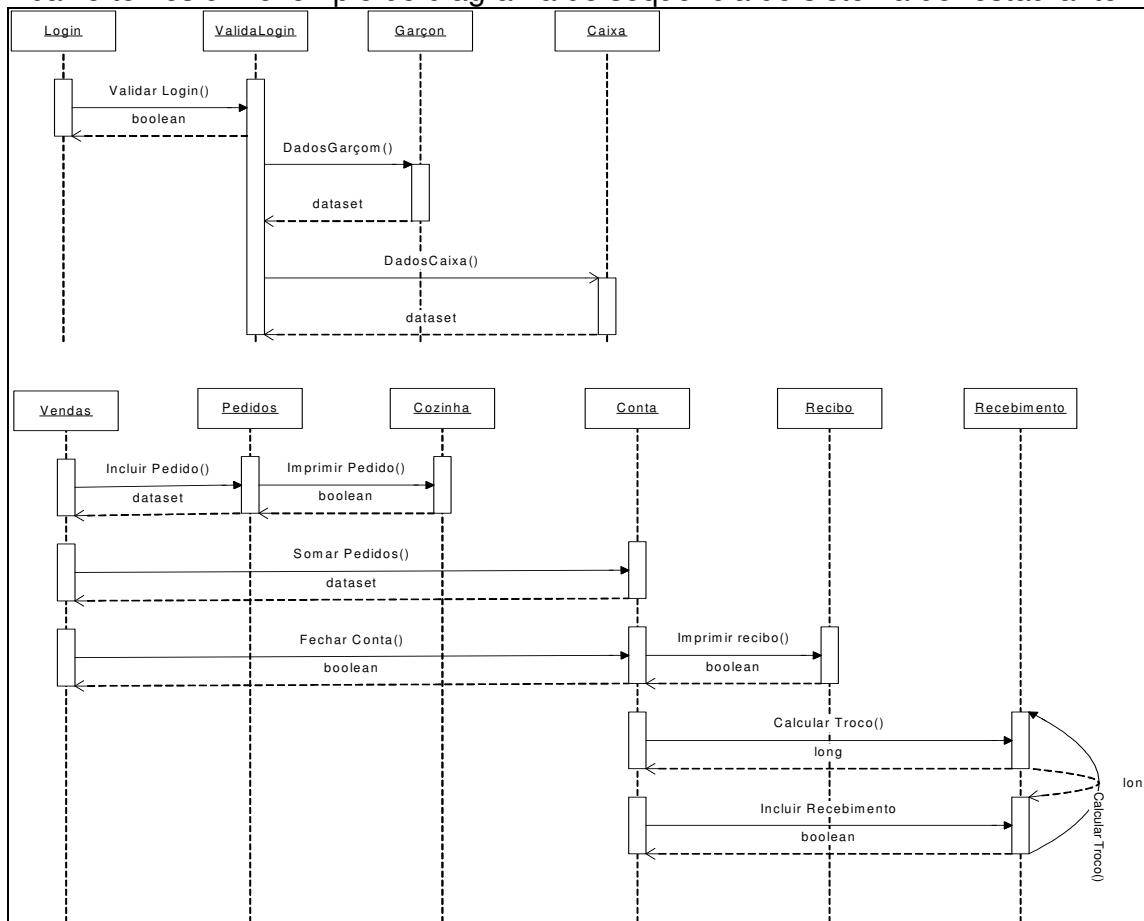 Login
ValidaLogin
Garçon
Caixa
Validar Login()
boolean
DadosGarçom()
dataset
DadosCaixa()
dataset
Vendas
Pedidos
Cozinha
Conta
Recibo
Recebimento
Incluir Pedido()
Imprimir Pedido()
dataset
boolean
Somar Pedidos()
dataset
Fechar Conta()
Imprimir recibo()
boolean
boolean
Calcular Troco()
long
lon
Calcular Troco()
Incluir Recebimento
boolean